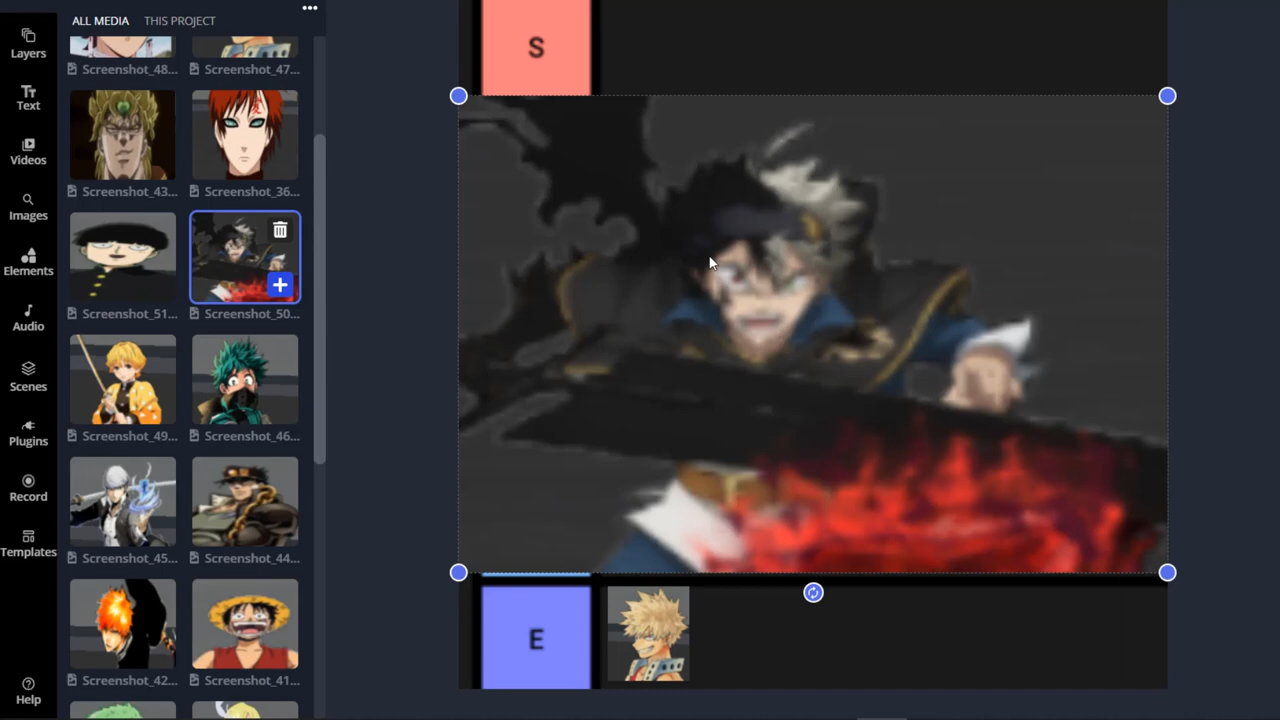 ALL MEDIA THIS PROJECT
Layers
Text
Videos
Images
Elements
Audio
Scenes
Plugins
Record
Templates
Help
Screenshot_48... Screenshot_47...
Screenshot_43... Screenshot_36...
Screenshot_51... Screenshot_50...
Screenshot_49... Screenshot_46...
Screenshot_45... Screenshot_44...
Screenshot_42... Screenshot_41...
S
E